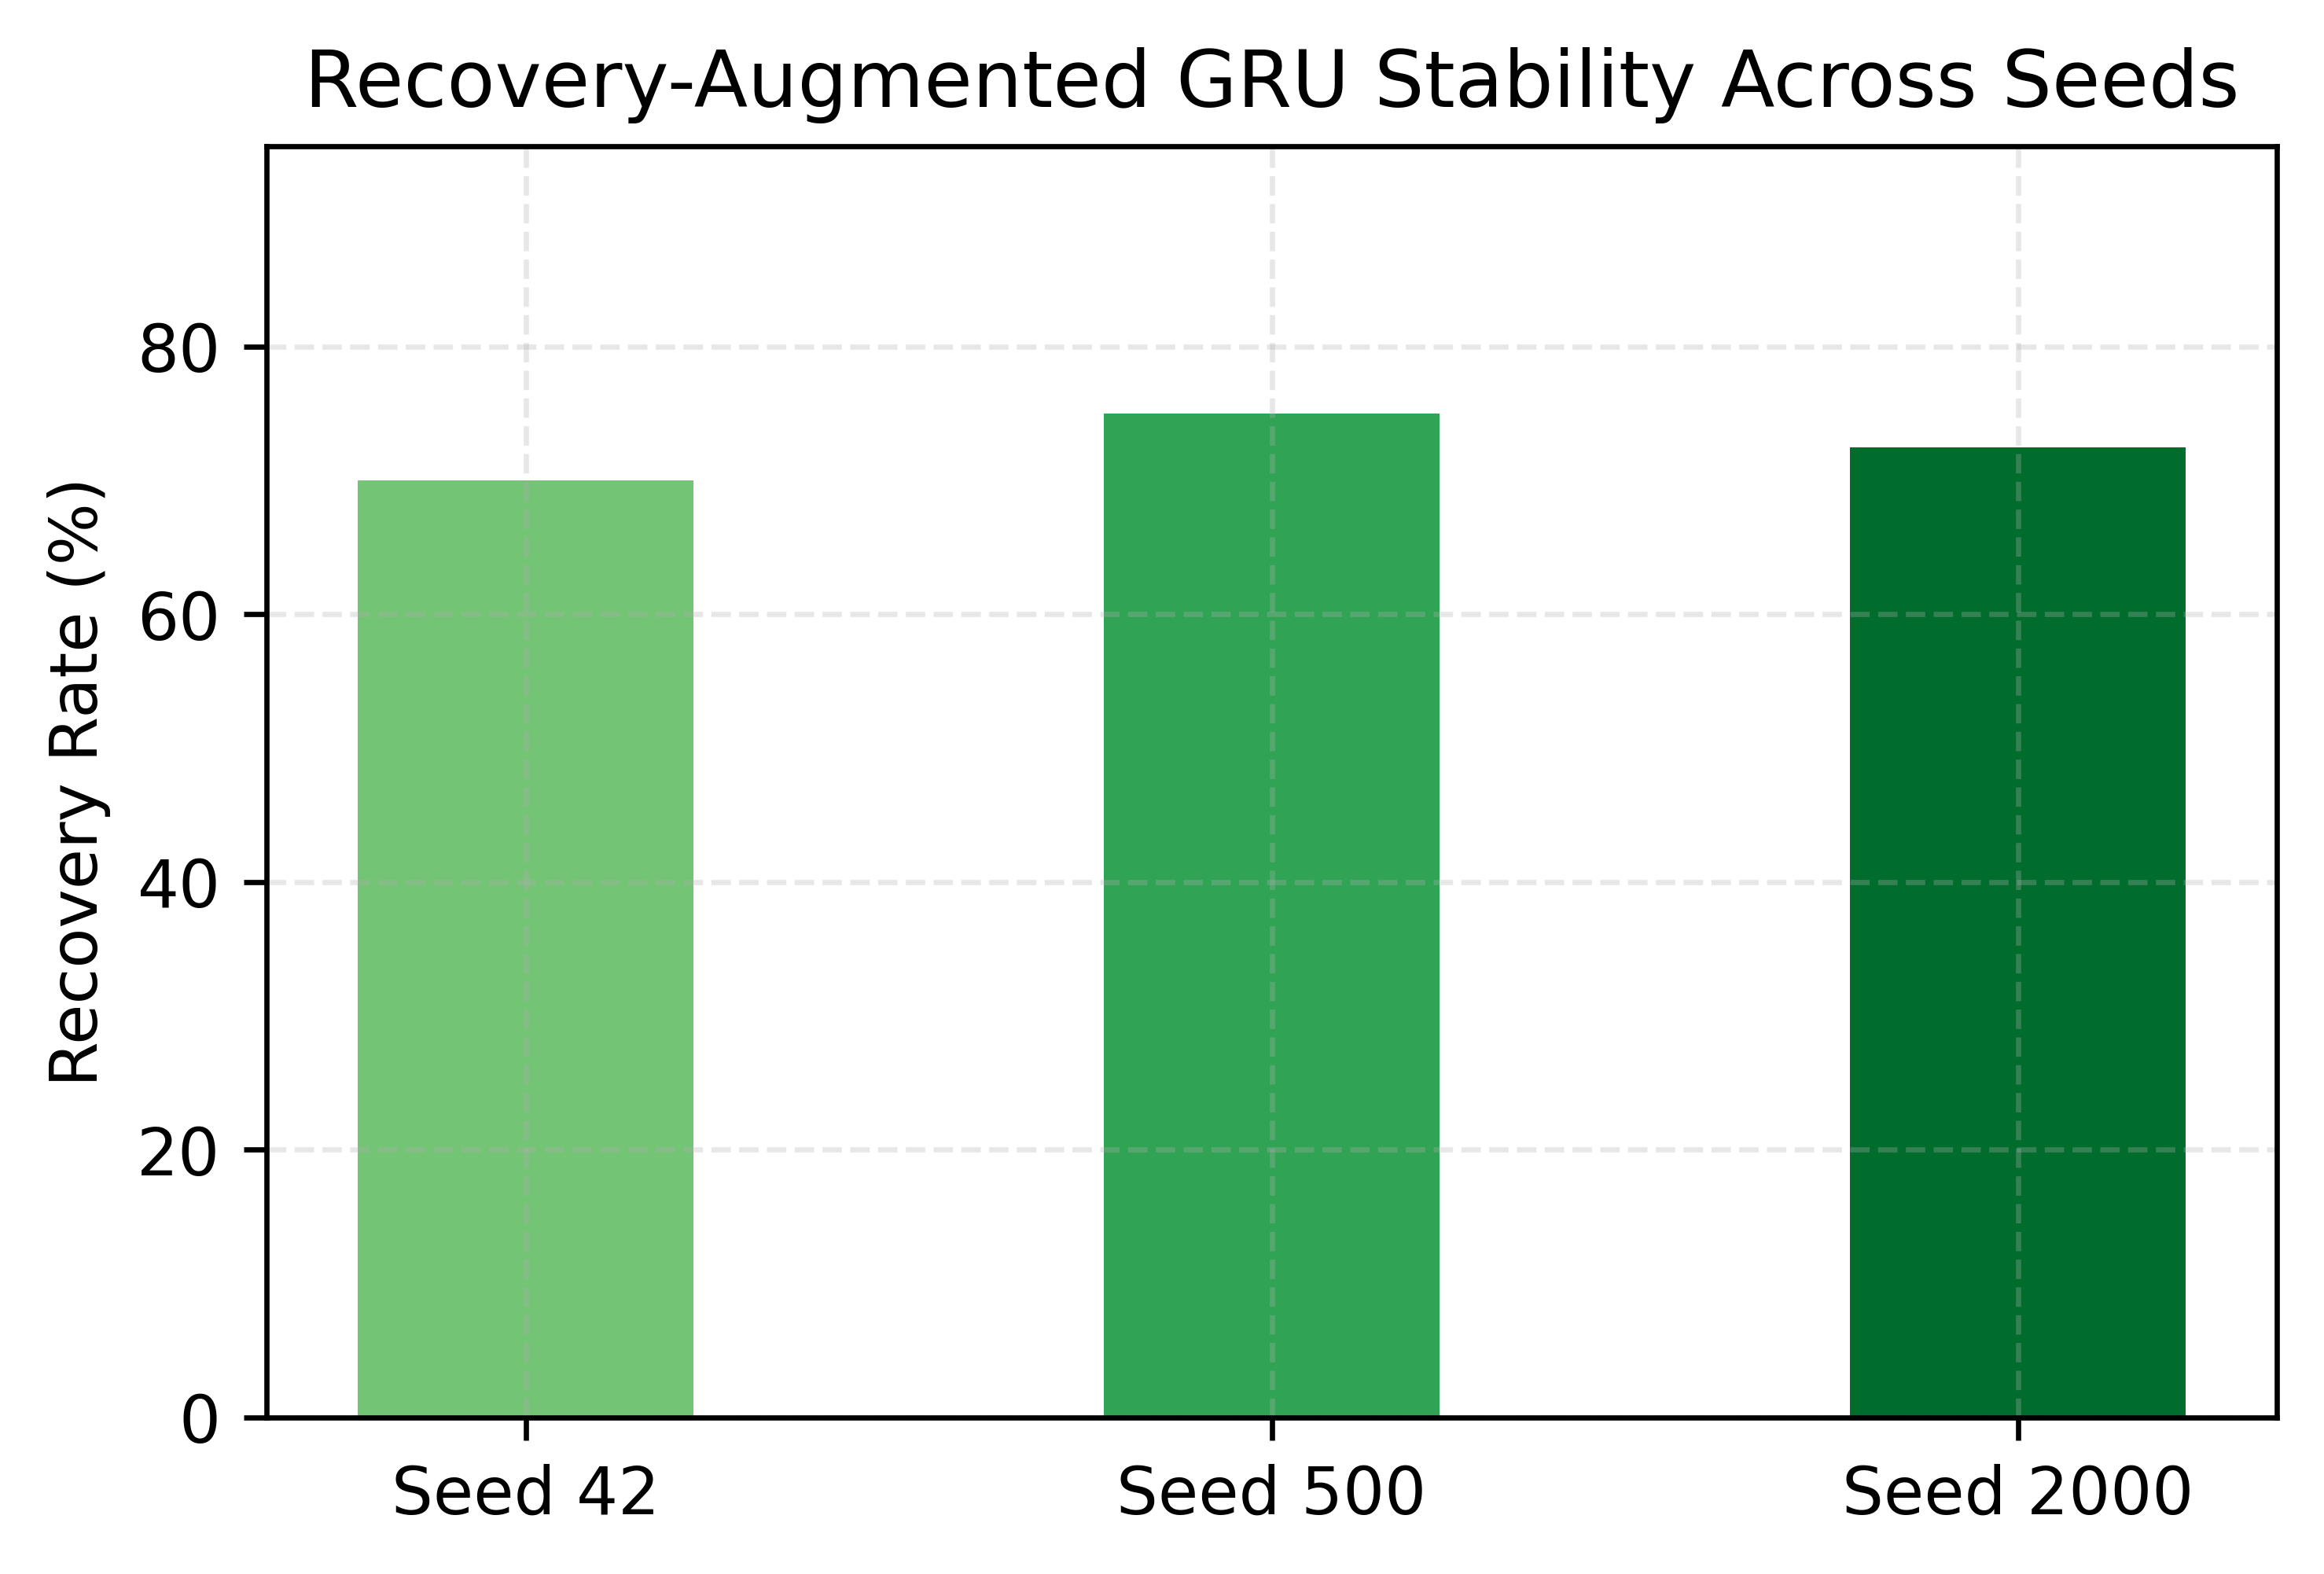 Recovery-Augmented GRU Stability Across Seeds
Recovery Rate (%)
80
60
40
20
0
Seed 42
Seed 500
Seed 2000